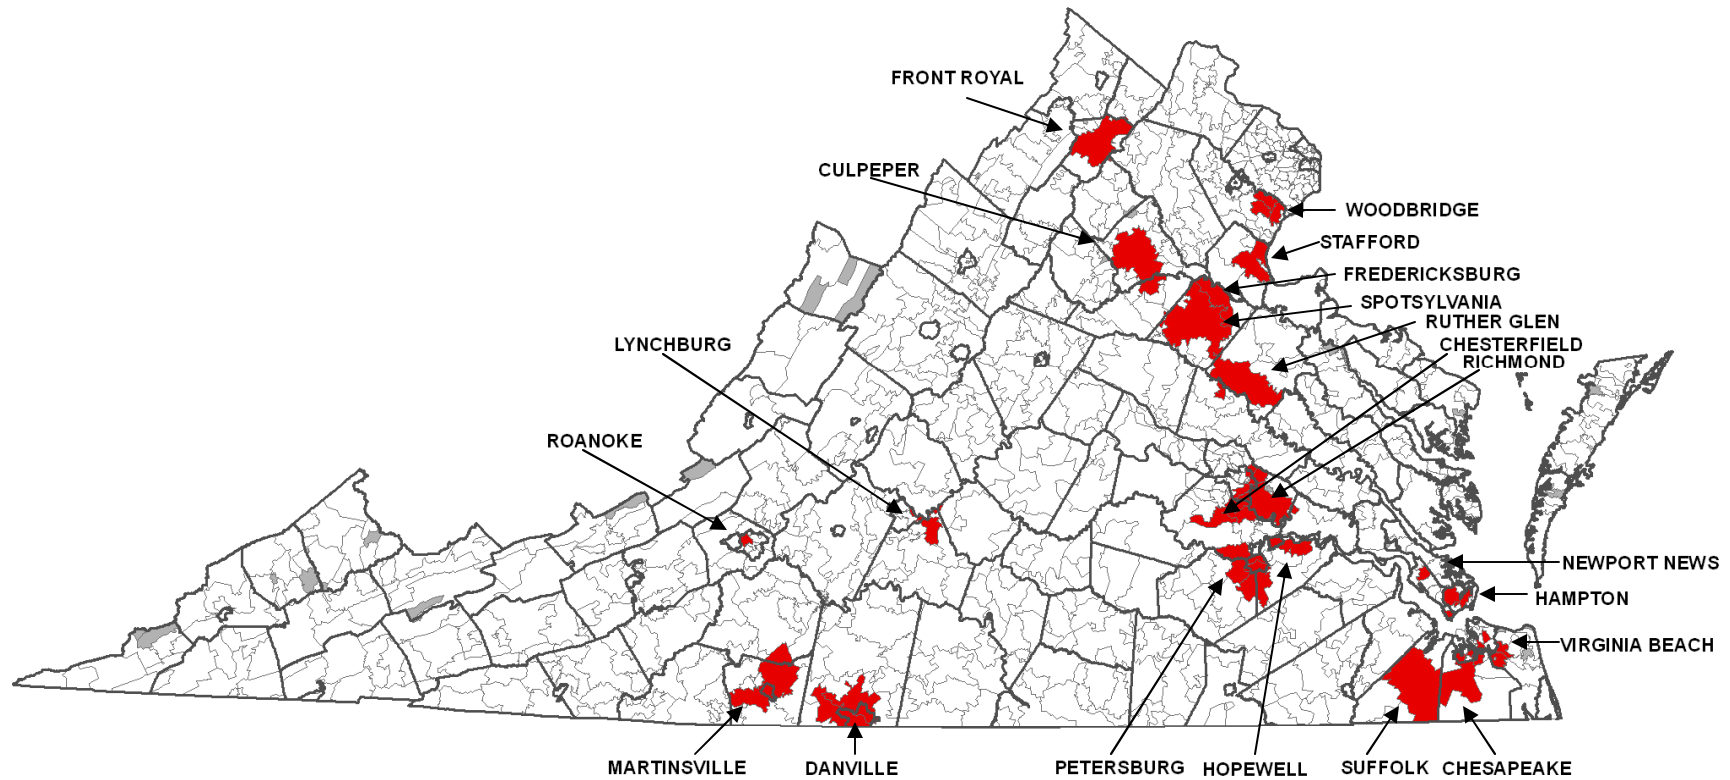 FRONT ROYAL
CULPEPER
WOODBRIDGE
STAFFORD
FREDERICKSBURG
SPOTSYLVANIA
RUTHER GLEN
LYNCHBURG
CHESTERFIELD
RICHMOND
ROANOKE
NEWPORT NEWS
HAMPTON
VIRGINIA BEACH
MARTINSVILLE
DANVILLE
PETERSBURG
HOPEWELL
SUFFOLK
CHESAPEAKE